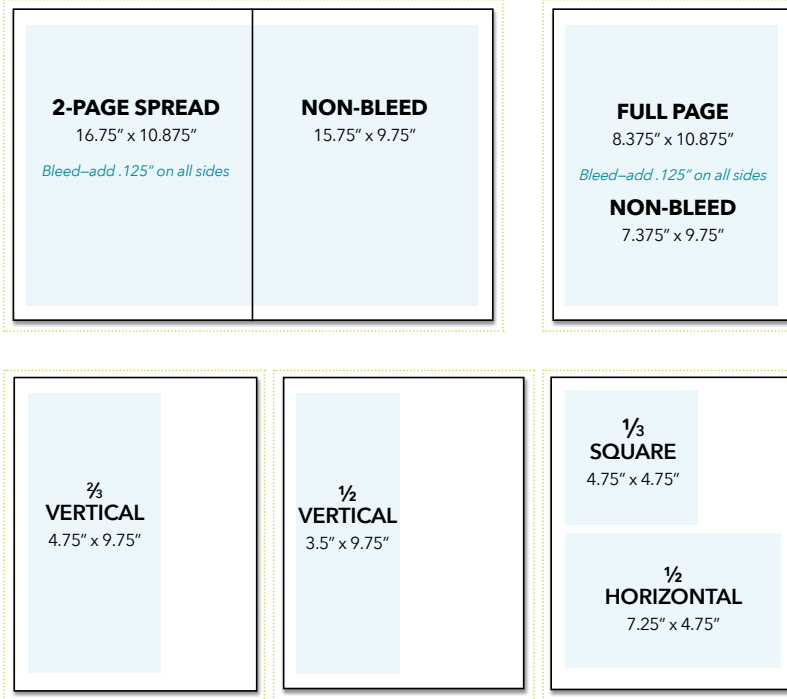 2-PAGE SPREAD
16.75" x 10.875"
Bleed—add .125" on all sides
NON-BLEED
15.75" x 9.75"
FULL PAGE
8.375" x 10.875"
Bleed—add .125" on all sides
NON-BLEED
7.375" x 9.75"
⅔
VERTICAL
4.75" x 9.75"
½
VERTICAL
3.5" x 9.75"
⅓
SQUARE
4.75" x 4.75"
½
HORIZONTAL
7.25" x 4.75"